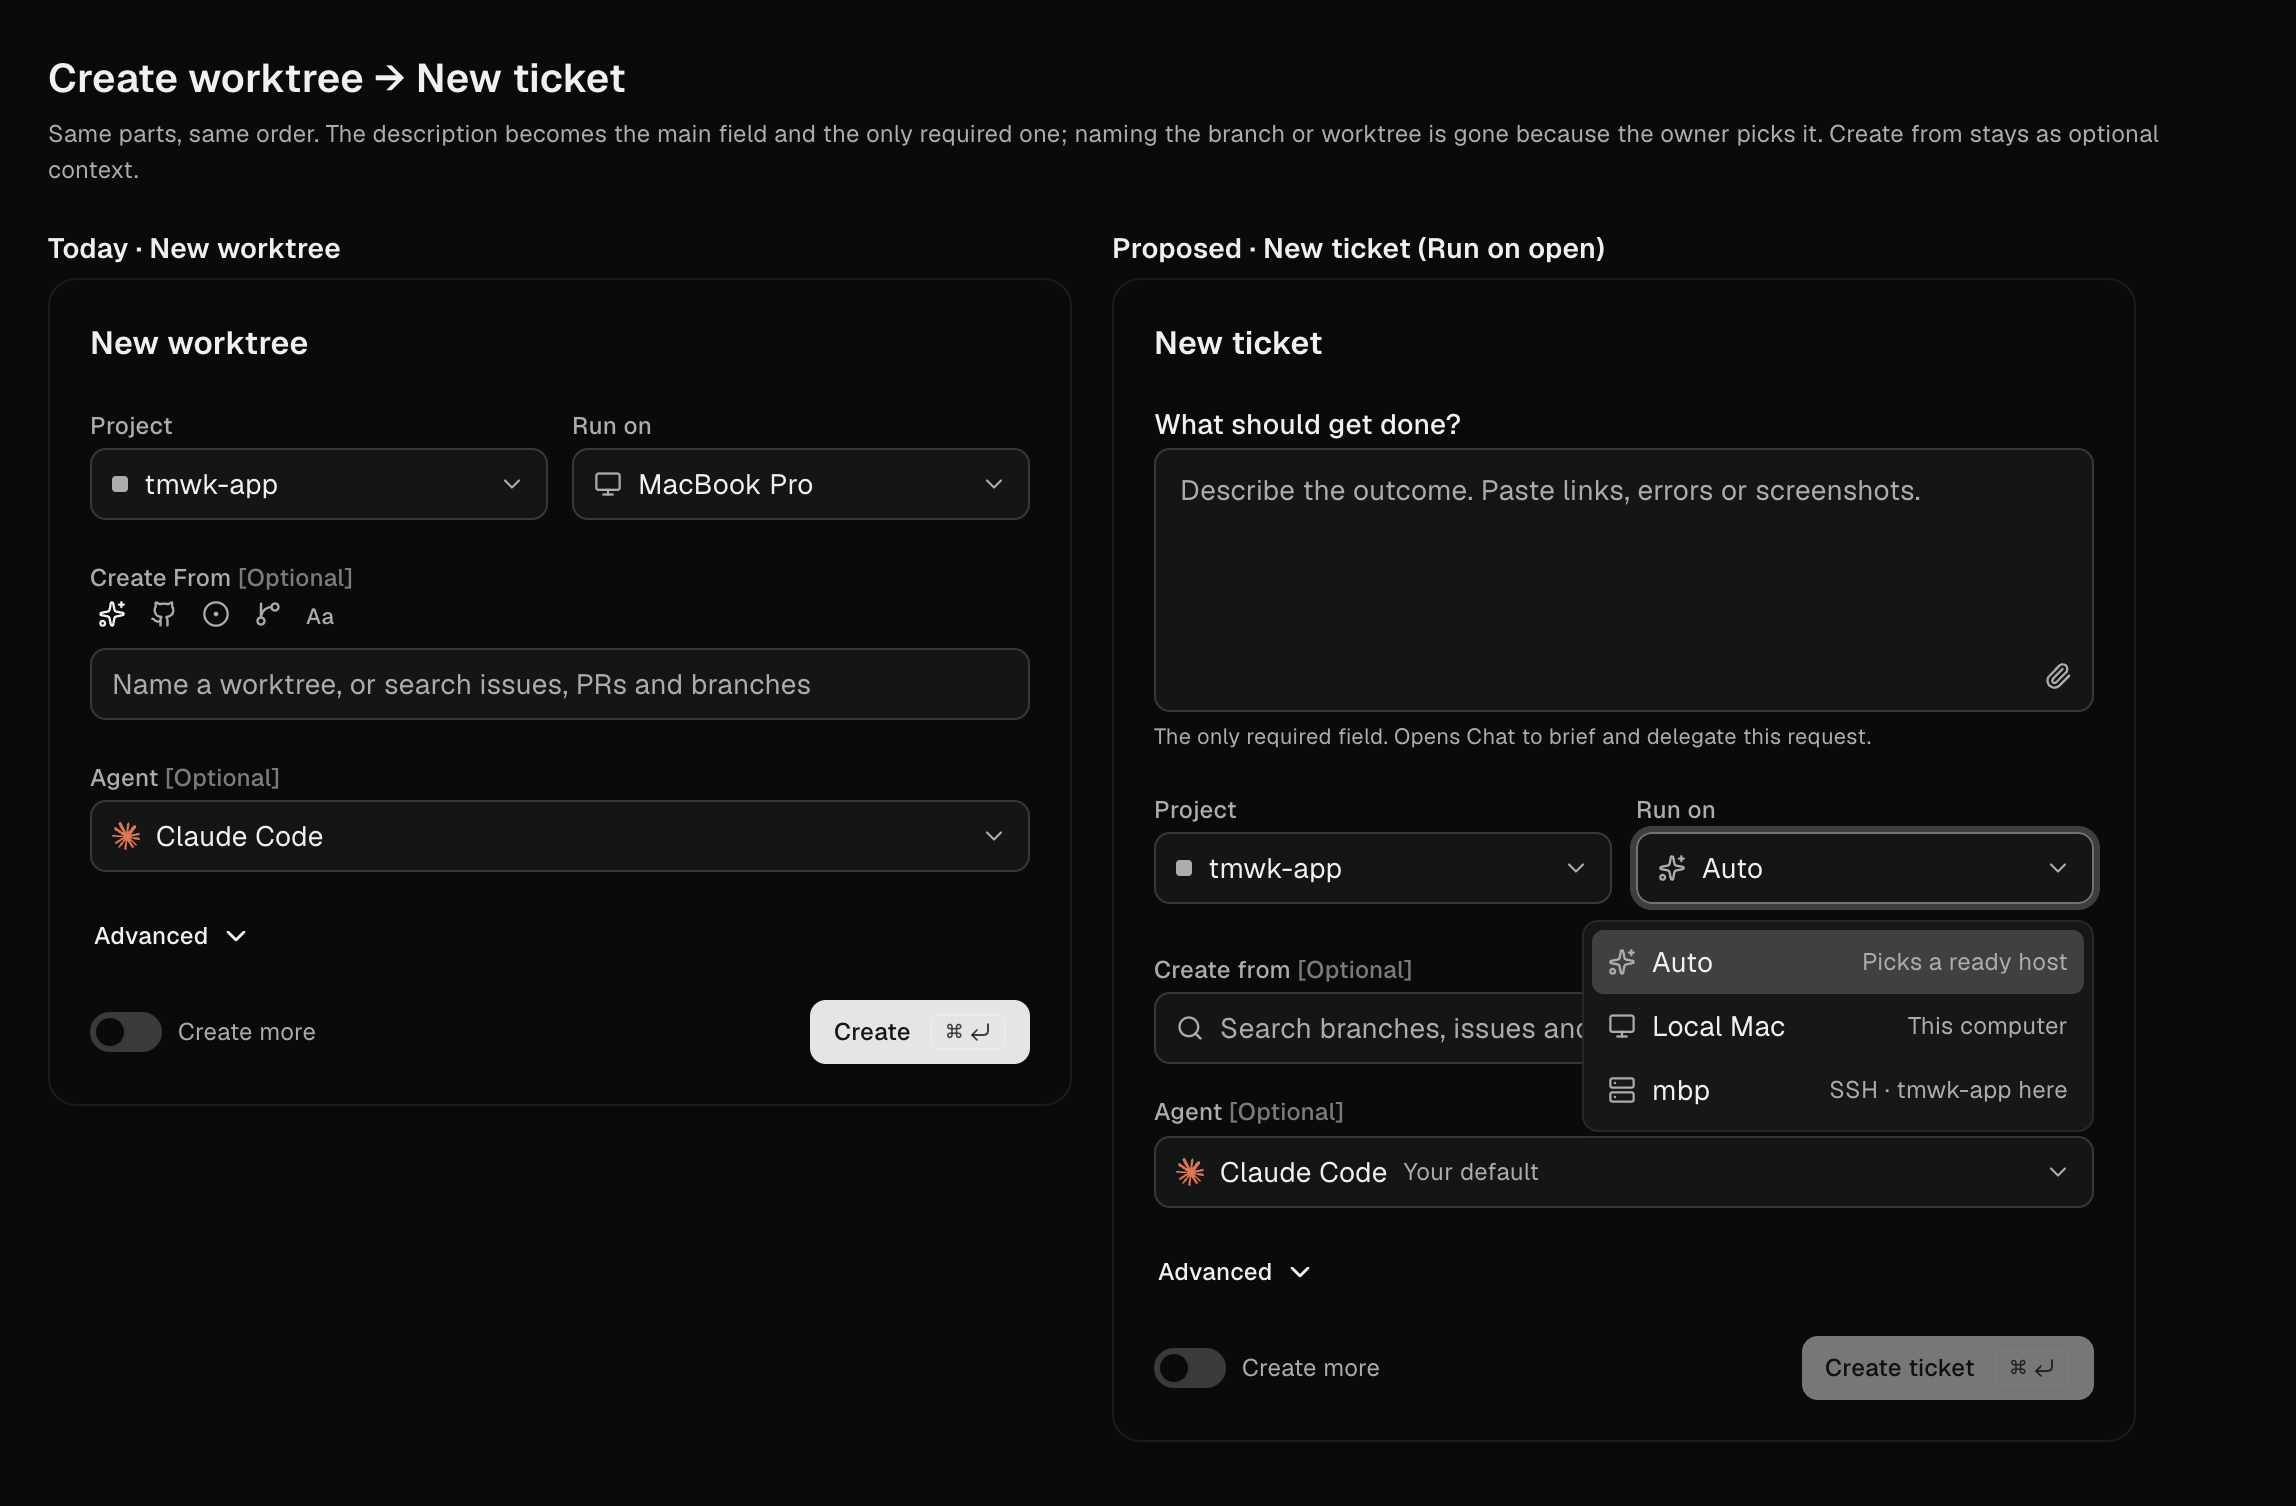 Create worktree → New ticket
Same parts, same order. The description becomes the main field and the only required one; naming the branch or worktree is gone because the owner picks it. Create from stays as optional
context.
Today · New worktree
New worktree
Project
Run on
tmwk-app
MacBook Pro
Create From [Optional]
Aa
Name a worktree, or search issues, PRs and branches
Agent [Optional]
Claude Code
Advanced
Create more
Create ⌘ ↵
Proposed · New ticket (Run on open)
New ticket
What should get done?
Describe the outcome. Paste links, errors or screenshots.
The only required field. Opens Chat to brief and delegate this request.
Project
Run on
tmwk-app
Auto
Auto Picks a ready host
Local Mac This computer
mbp SSH · tmwk-app here
Create from [Optional]
Search branches, issues and
Agent [Optional]
Claude Code Your default
Advanced
Create more
Create ticket ⌘ ↵